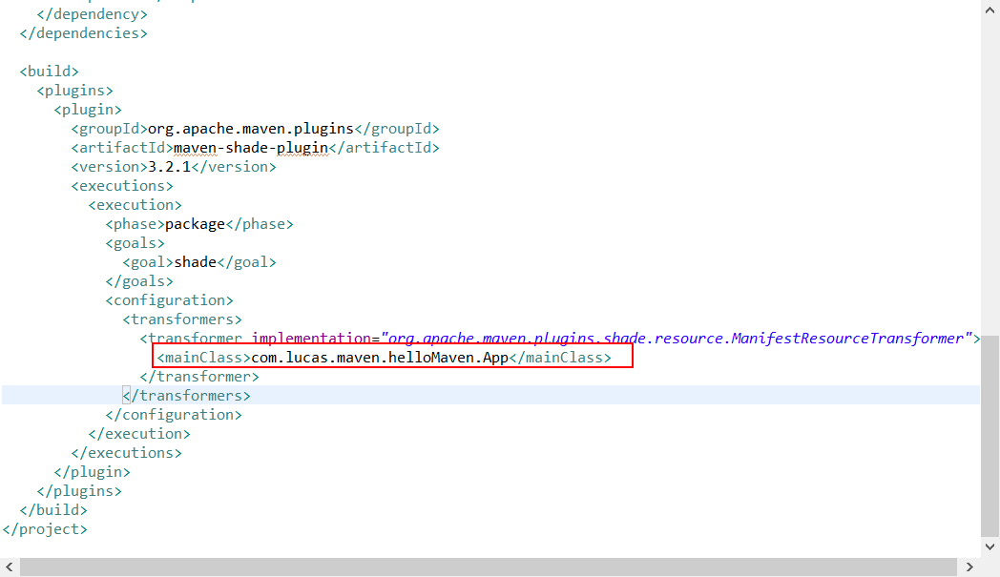 </dependency>
</dependencies>
<build>
<plugins>
<plugin>
<groupId>org.apache.maven.plugins</groupId>
<artifactId>maven-shade-plugin</artifactId>
<version>3.2.1</version>
<executions>
<execution>
<phase>package</phase>
<goals>
<goal>shade</goal>
</goals>
<configuration>
<transformers>
<transformer implementation="org.apache.maven.plugins.shade.resource.ManifestResourceTransformer">
<mainClass>com.lucas.maven.helloMaven.App</mainClass>
</transformer>
</transformers>
</configuration>
</execution>
</executions>
</plugin>
</plugins>
</build>
</project>